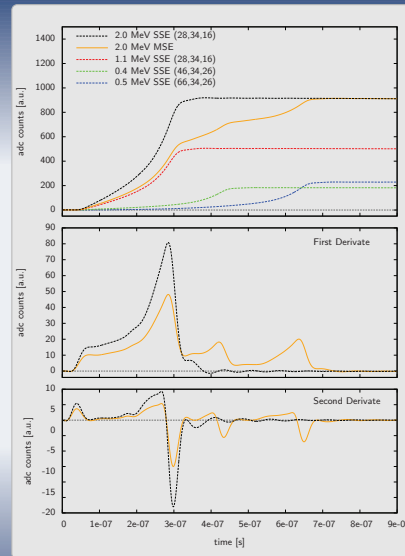 1400
1200
1000
800
600
400
200
0
adc counts [a.u.]
2.0 MeV SSE (28,34,16)
2.0 MeV MSE
1.1 MeV SSE (28,34,16)
0.4 MeV SSE (46,34,26)
0.5 MeV SSE (66,34,26)
90
80
70
60
50
40
30
20
10
0
adc counts [a.u.]
First Derivate
5
10
5
0
-5
-10
-15
-20
adc counts [a.u.]
Second Derivate
0 1e-07 2e-07 3e-07 4e-07 5e-07 6e-07 7e-07 8e-07 9e-07
time [s]